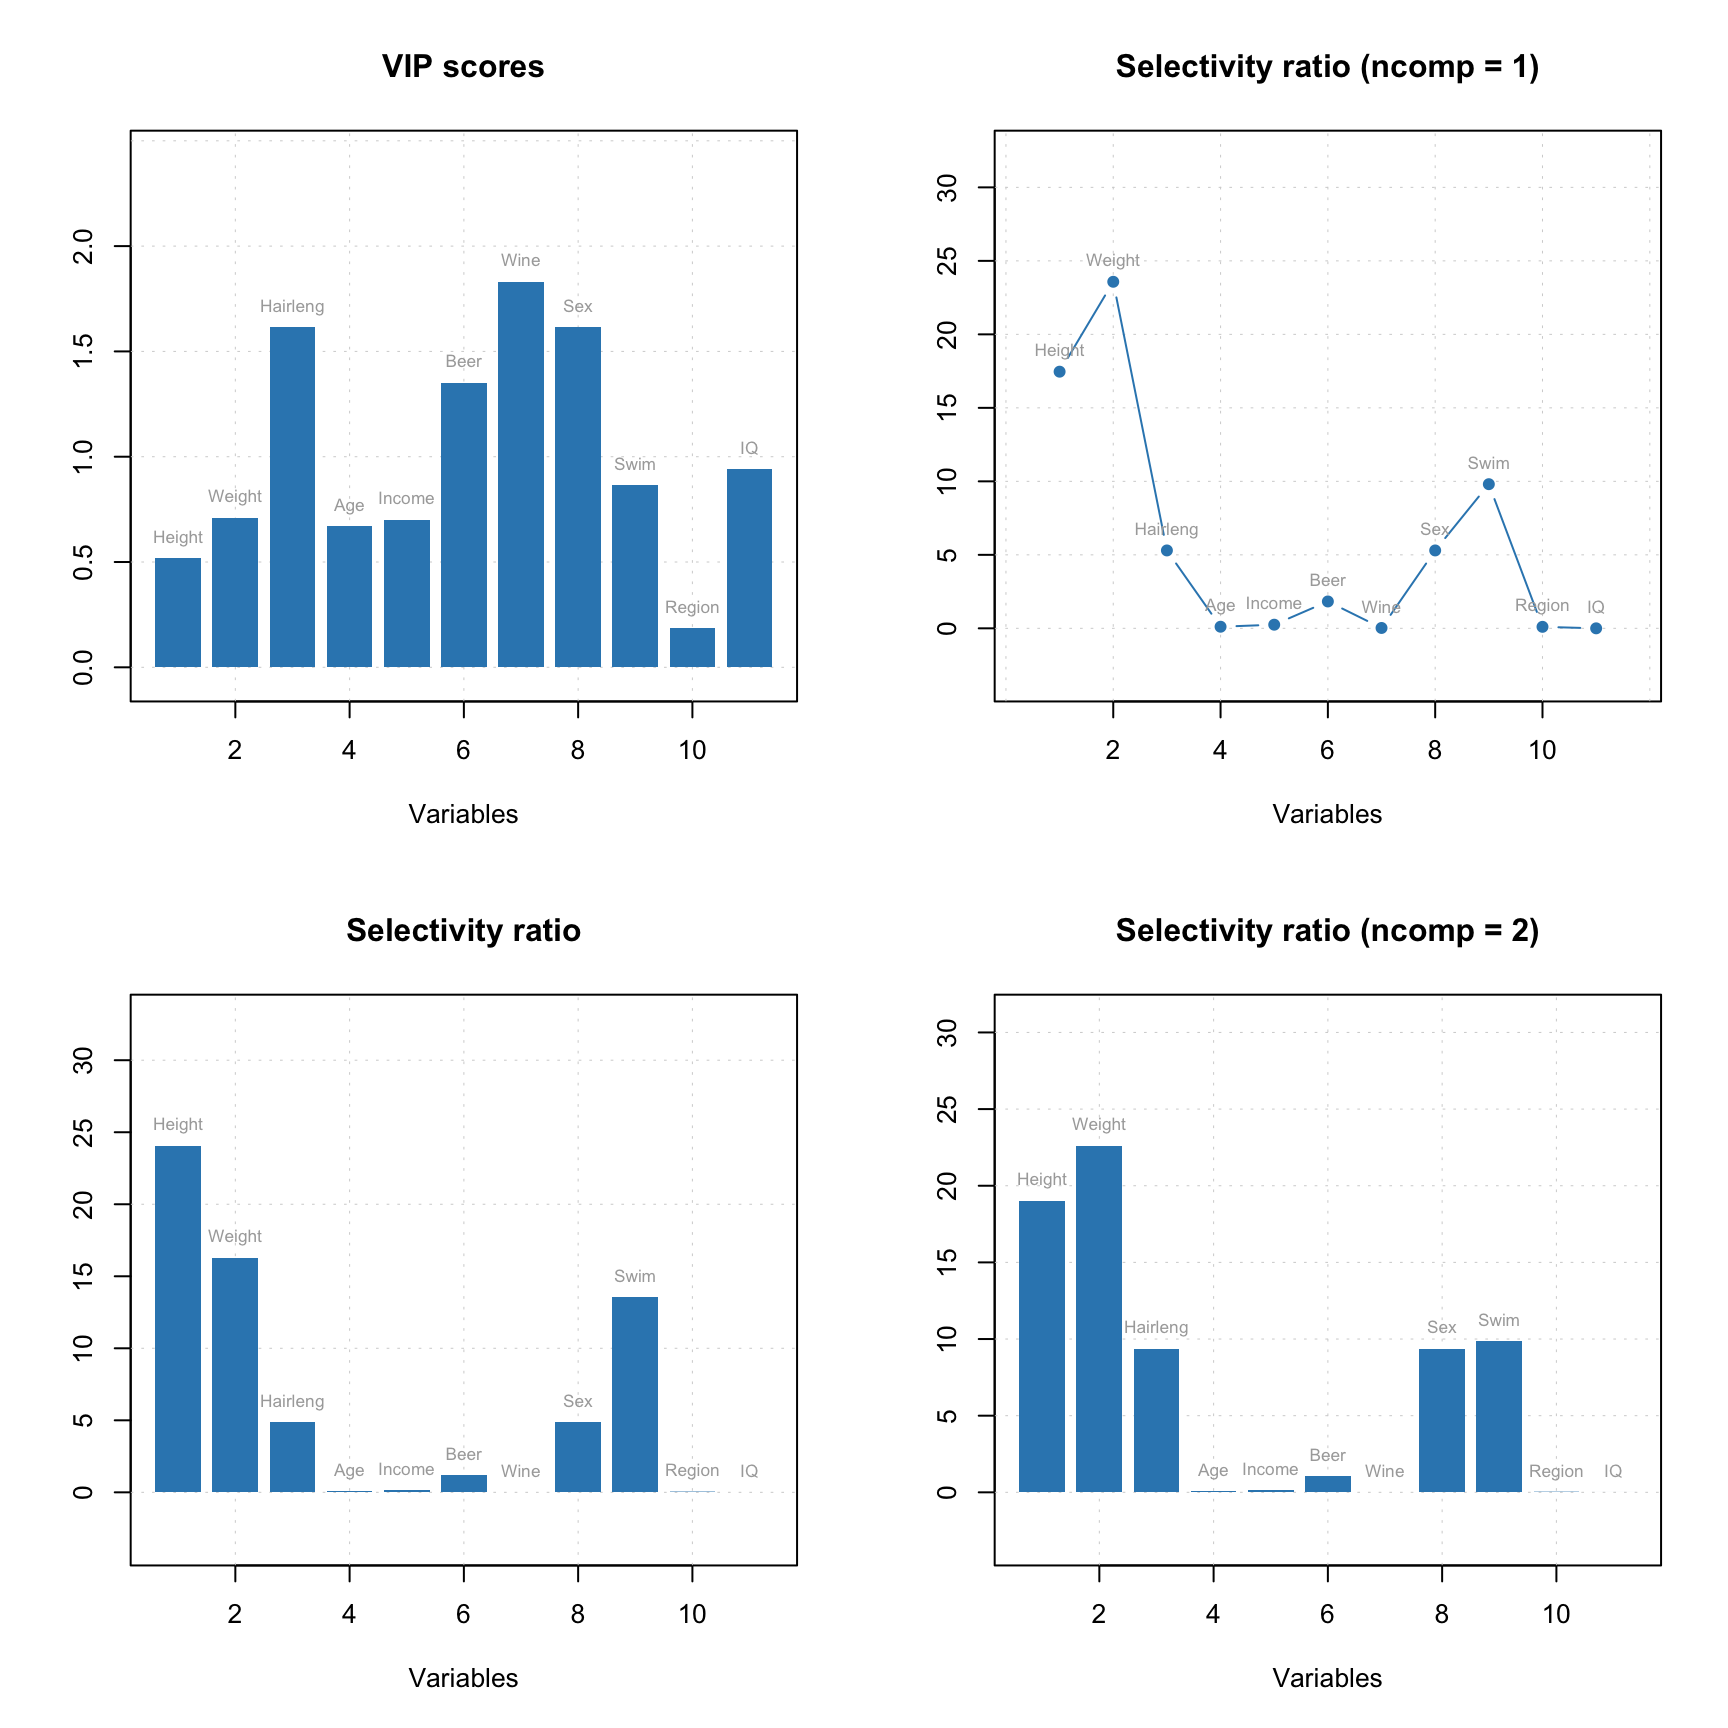 VIP scores
2.0
1.5
1.0
0.5
0.0
Height
Weight
Hairleng
Age
Income
Beer
Wine
Sex
Swim
Region
IQ
2 4 6 8 10
Variables
Selectivity ratio (ncomp = 1)
30
25
20
15
10
5
0
Height
Weight
Hairleng
Age
Income
Beer
Wine
Sex
Swim
Region
IQ
2 4 6 8 10
Variables
Selectivity ratio
30
25
20
15
10
5
0
Height
Weight
Hairleng
Age
Income
Beer
Wine
Sex
Swim
Region
IQ
2 4 6 8 10
Variables
Selectivity ratio (ncomp = 2)
30
25
20
15
10
5
0
Height
Weight
Hairleng
Age
Income
Beer
Wine
Sex
Swim
Region
IQ
2 4 6 8 10
Variables